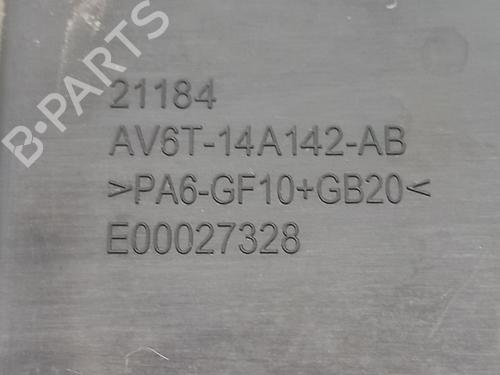 B-PARTS
21184
AV6T-14A142-AB
>PA6-GF10+GB20<
E00027328